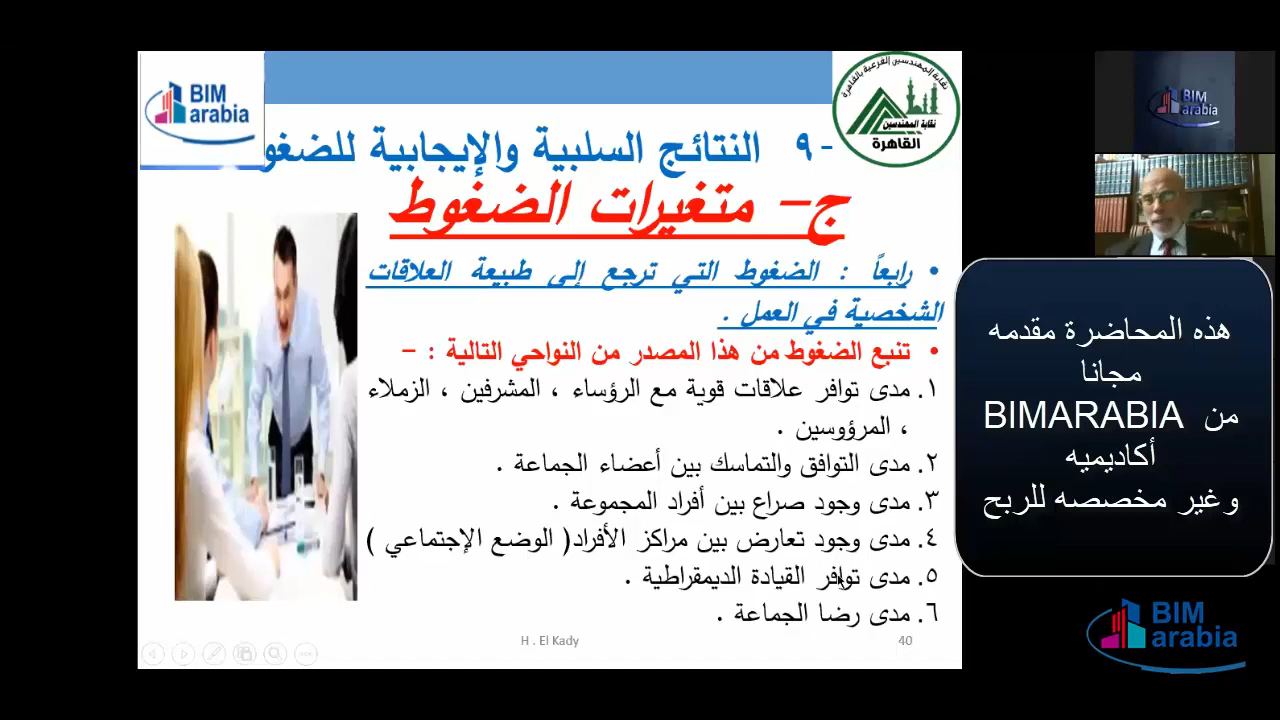 BIM
arabia
نقابة المهندسين الفرعية بالقاهرة
نقابة المهندسين
القاهرة
٩- النتائج السلبية والإيجابية للضغو
ج- متغيرات الضغوط
• رابعاً : الضغوط التي ترجع إلى طبيعة العلاقات
الشخصية في العمل .
• تنبع الضغوط من هذا المصدر من النواحي التالية : -
١. مدى توافر علاقات قوية مع الرؤساء ، المشرفين ، الزملاء
، المرؤوسين .
٢. مدى التوافق والتماسك بين أعضاء الجماعة .
٣. مدى وجود صراع بين أفراد المجموعة .
٤. مدى وجود تعارض بين مراكز الأفراد( الوضع الإجتماعي )
٥. مدى توافر القيادة الديمقراطية .
٦. مدى رضا الجماعة .
H . El Kady
40
BIM
arabia
هذه المحاضرة مقدمه
مجانا
من BIMARABIA
أكاديميه
وغير مخصصه للربح
BIM
arabia